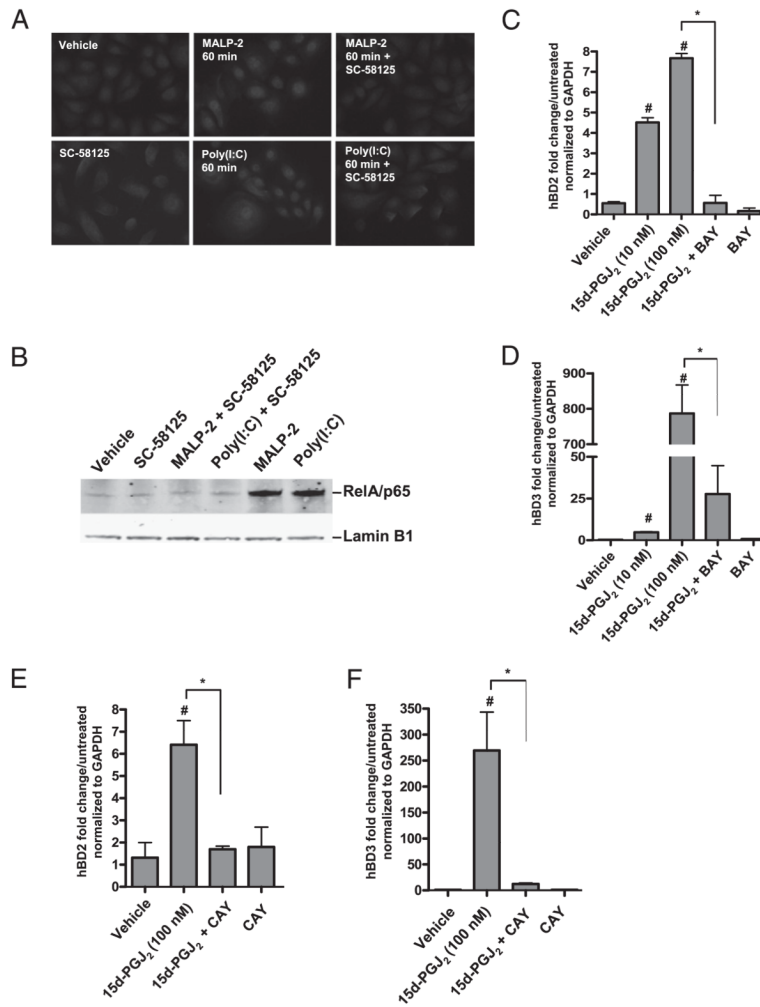 A
Vehicle
MALP-2
60 min
MALP-2
60 min +
SC-58125
SC-58125
Poly(I:C)
60 min
Poly(I:C)
60 min +
SC-58125
B
Vehicle
SC-58125
MALP-2 + SC-58125
Poly(I:C) + SC-58125
MALP-2
Poly(I:C)
RelA/p65
Lamin B1
C
hBD2 fold change/untreated
normalized to GAPDH
8
7
6
5
4
3
2
1
0
#
#
*
Vehicle
15d-PGJ₂ (10 nM)
15d-PGJ₂ (100 nM)
15d-PGJ₂ + BAY
BAY
D
hBD3 fold change/untreated
normalized to GAPDH
900
800
700
50
25
0
#
#
*
Vehicle
15d-PGJ₂ (10 nM)
15d-PGJ₂ (100 nM)
15d-PGJ₂ + BAY
BAY
E
hBD2 fold change/untreated
normalized to GAPDH
8
7
6
5
4
3
2
1
0
#
*
Vehicle
15d-PGJ₂ (100 nM)
15d-PGJ₂ + CAY
CAY
F
hBD3 fold change/untreated
normalized to GAPDH
350
300
250
200
150
100
50
0
#
*
Vehicle
15d-PGJ₂ (100 nM)
15d-PGJ₂ + CAY
CAY